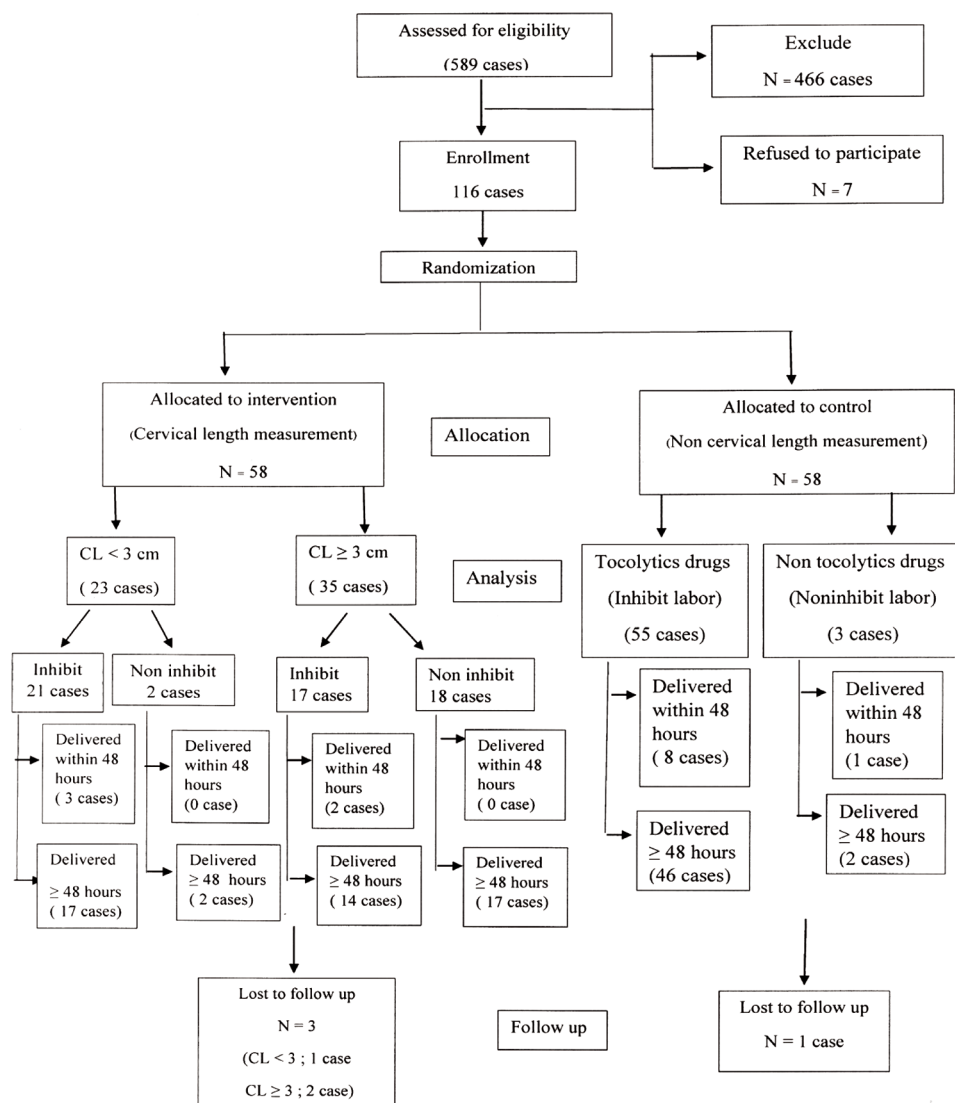 Assessed for eligibility
(589 cases)
Exclude
N = 466 cases
Refused to participate
N = 7
Enrollment
116 cases
Randomization
Allocated to intervention
(Cervical length measurement)
N = 58
Allocation
Allocated to control
(Non cervical length measurement)
N = 58
CL < 3 cm
( 23 cases)
CL ≥ 3 cm
( 35 cases)
Analysis
Tocolytics drugs
(Inhibit labor)
(55 cases)
Non tocolytics drugs
(Noninhibit labor)
(3 cases)
Inhibit
21 cases
Non inhibit
2 cases
Inhibit
17 cases
Non inhibit
18 cases
Delivered
within 48
hours
( 3 cases)
Delivered
within 48
hours
(0 case)
Delivered
within 48
hours
(2 cases)
Delivered
within 48
hours
( 0 case)
Delivered
within 48
hours
( 8 cases)
Delivered
within 48
hours
(1 case)
Delivered
≥ 48 hours
( 17 cases)
Delivered
≥ 48 hours
( 2 cases)
Delivered
≥ 48 hours
( 14 cases)
Delivered
≥ 48 hours
( 17 cases)
Delivered
≥ 48 hours
(46 cases)
Delivered
≥ 48 hours
(2 cases)
Lost to follow up
N = 3
(CL < 3 ; 1 case
CL ≥ 3 ; 2 case)
Follow up
Lost to follow up
N = 1 case